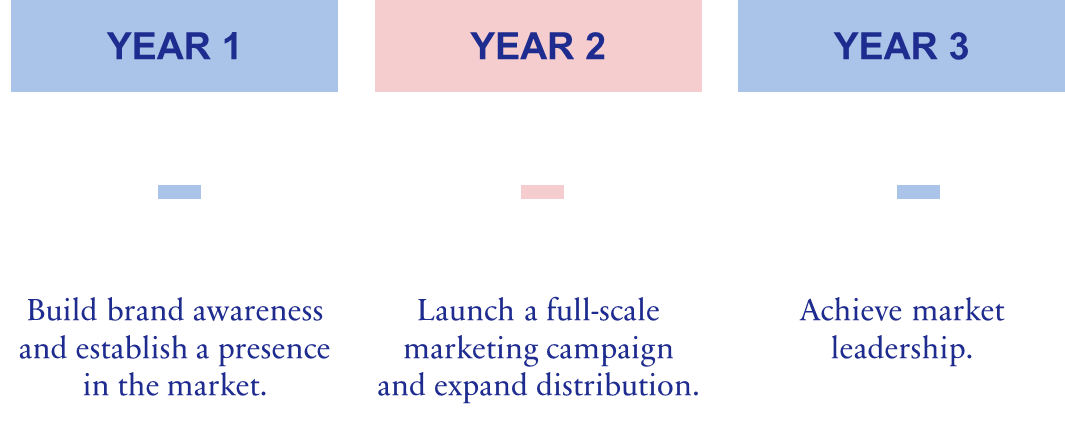 YEAR 1
Build brand awareness
and establish a presence
in the market.
YEAR 2
Launch a full-scale
marketing campaign
and expand distribution.
YEAR 3
Achieve market
leadership.